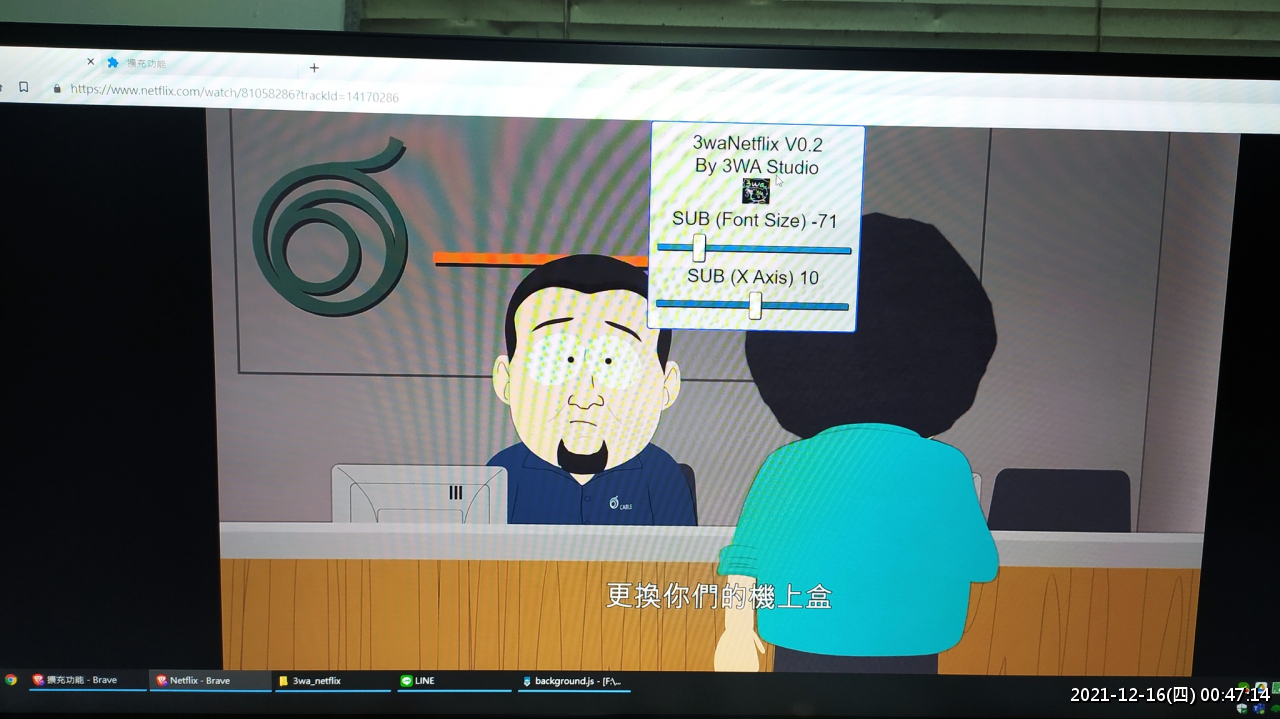 擴充功能
https://www.netflix.com/watch/81058286?trackId=14170286
3waNetflix V0.2
By 3WA Studio
SUB (Font Size) -71
SUB (X Axis) 10
CABLE
更換你們的機上盒
擴充功能 - Brave
Netflix - Brave
3wa_netflix
LINE
background.js - [F:\...
2021-12-16(四) 00:47:14